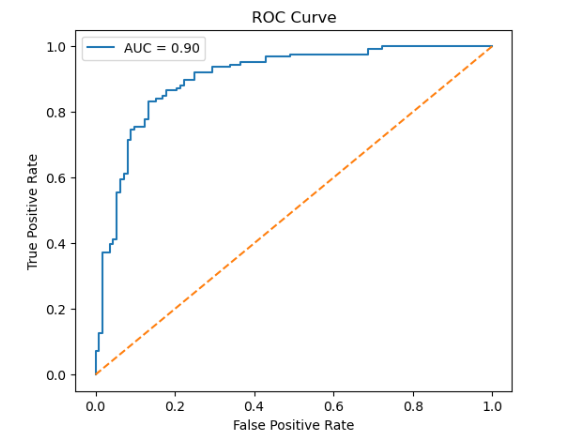 ROC Curve
AUC = 0.90
True Positive Rate
1.0
0.8
0.6
0.4
0.2
0.0
0.0 0.2 0.4 0.6 0.8 1.0
False Positive Rate